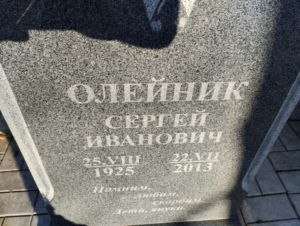 ОЛЕЙНИК
СЕРГЕЙ
ИВАНОВИЧ
25.VIII 22.VII
1925 2013
Помним,
любим,
скорбим.
Дети, внуки.